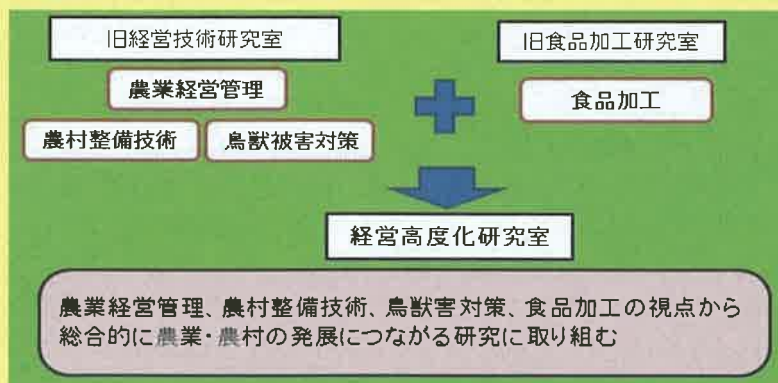 旧経営技術研究室
旧食品加工研究室
農業経営管理
食品加工
農村整備技術
鳥獣被害対策
経営高度化研究室
農業経営管理、農村整備技術、鳥獣害対策、食品加工の視点から
総合的に農業・農村の発展につながる研究に取り組む